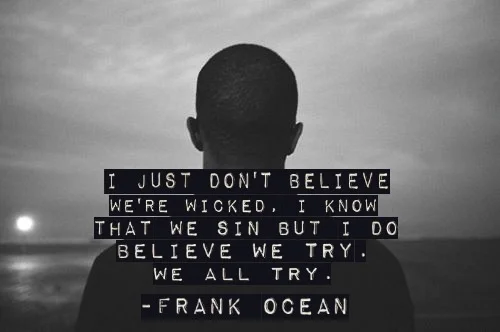 I JUST DON'T BELIEVE
WE'RE WICKED. I KNOW
THAT WE SIN BUT I DO
BELIEVE WE TRY.
WE ALL TRY.
-FRANK OCEAN